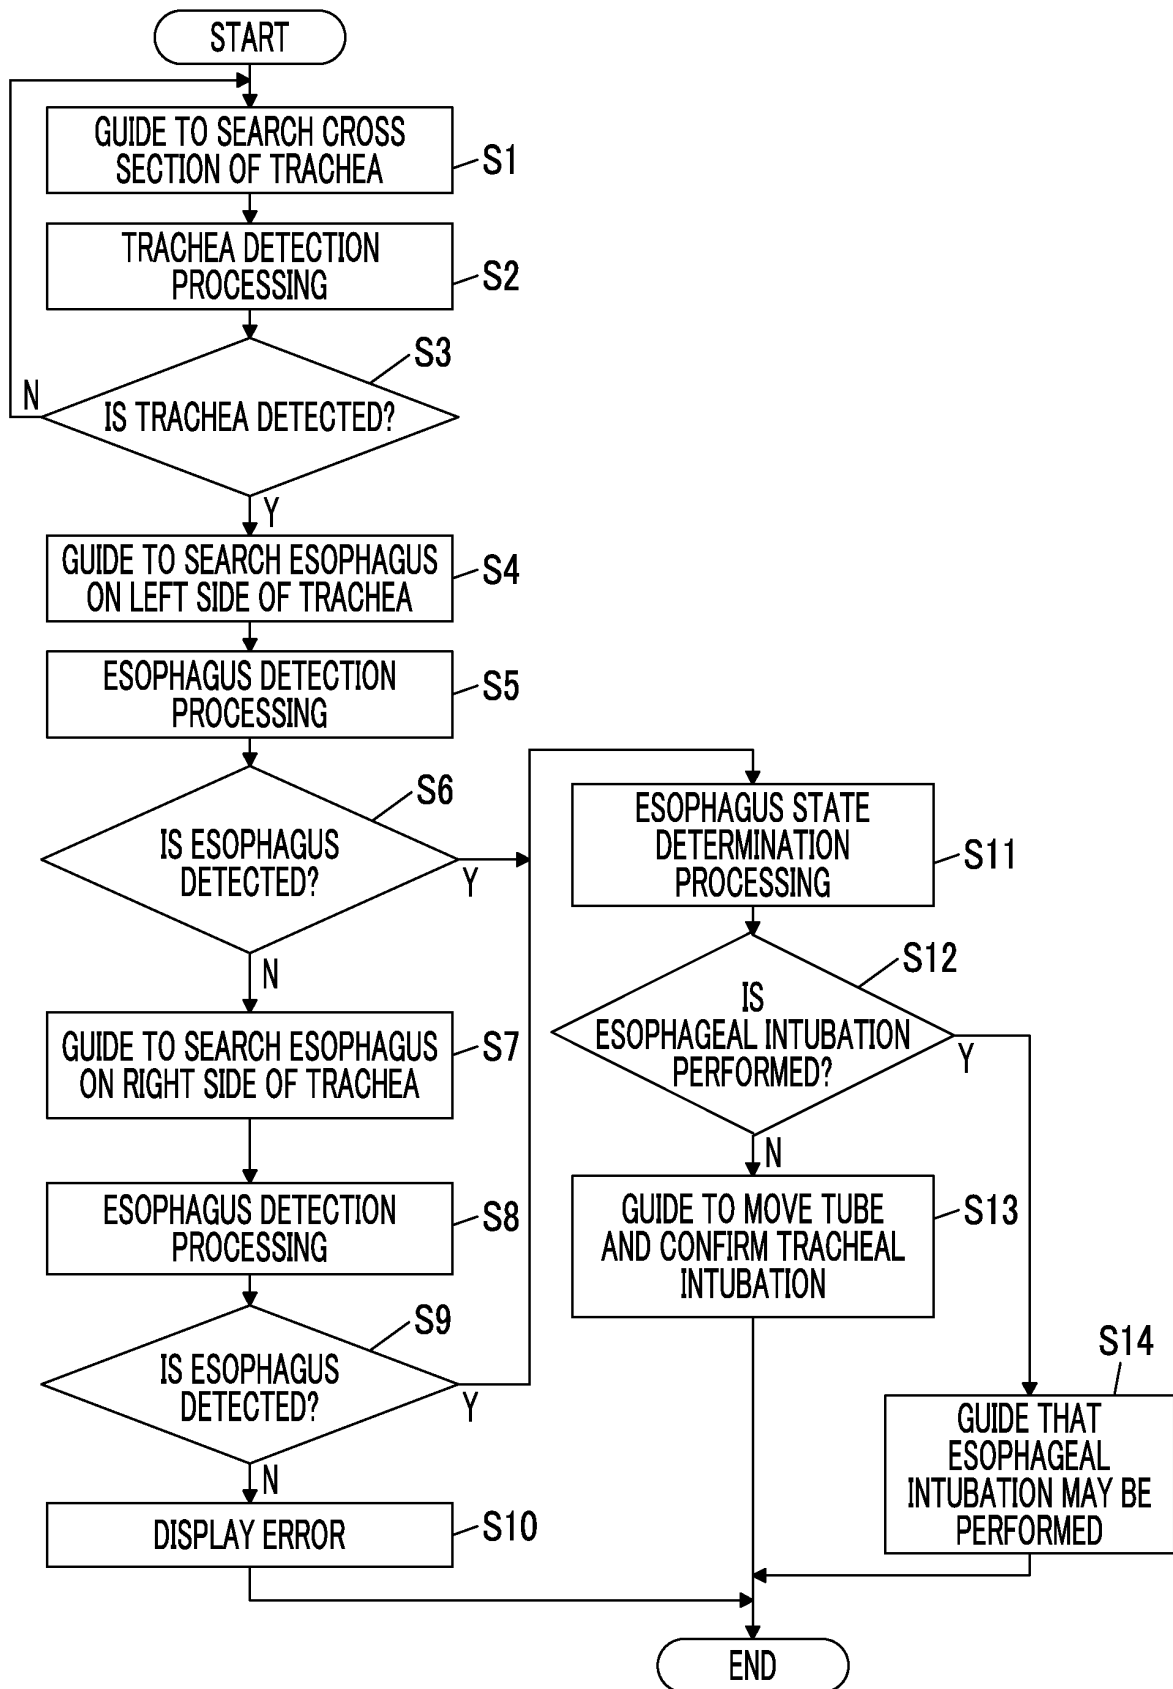 START
GUIDE TO SEARCH CROSS
SECTION OF TRACHEA
S1
TRACHEA DETECTION
PROCESSING
S2
S3
IS TRACHEA DETECTED?
N
Y
GUIDE TO SEARCH ESOPHAGUS
ON LEFT SIDE OF TRACHEA
S4
ESOPHAGUS DETECTION
PROCESSING
S5
S6
IS ESOPHAGUS
DETECTED?
Y
N
GUIDE TO SEARCH ESOPHAGUS
ON RIGHT SIDE OF TRACHEA
S7
ESOPHAGUS DETECTION
PROCESSING
S8
S9
IS ESOPHAGUS
DETECTED?
Y
N
DISPLAY ERROR
S10
ESOPHAGUS STATE
DETERMINATION
PROCESSING
S11
S12
IS
ESOPHAGEAL INTUBATION
PERFORMED?
Y
N
GUIDE TO MOVE TUBE
AND CONFIRM TRACHEAL
INTUBATION
S13
S14
GUIDE THAT
ESOPHAGEAL
INTUBATION MAY BE
PERFORMED
END